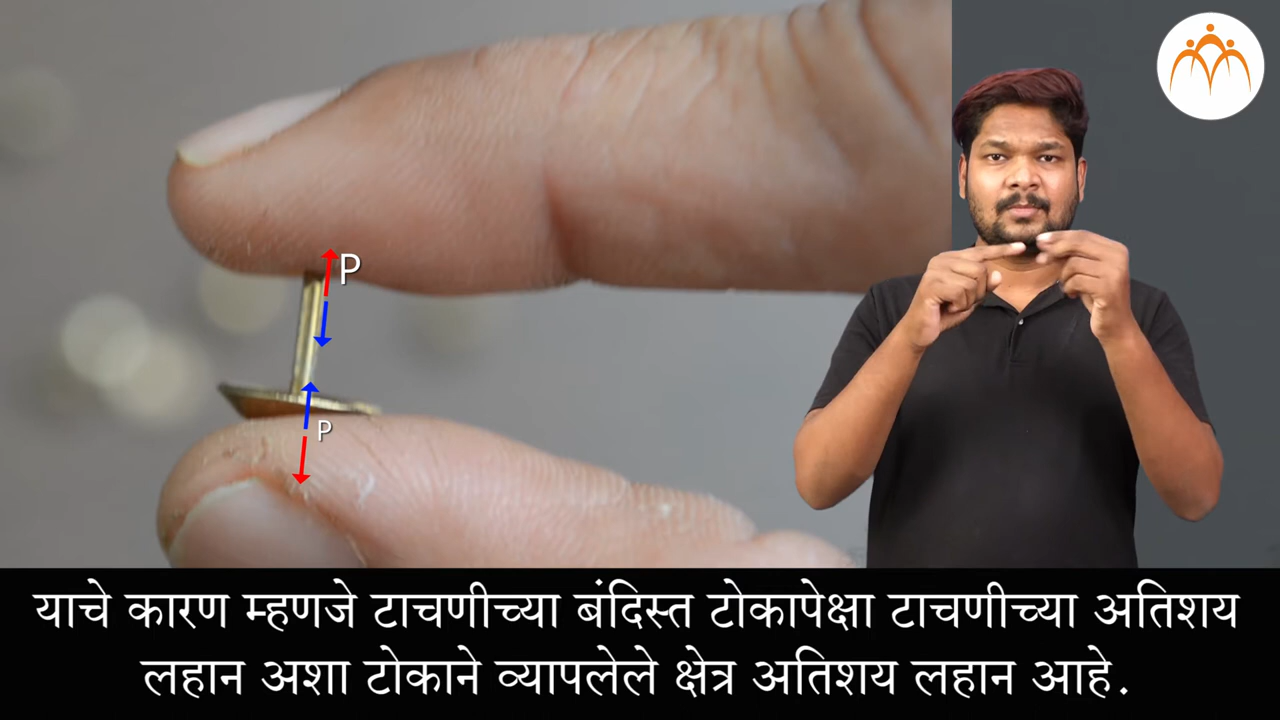 P
P
याचे कारण म्हणजे टाचणीच्या बंदिस्त टोकापेक्षा टाचणीच्या अतिशय
लहान अशा टोकाने व्यापलेले क्षेत्र अतिशय लहान आहे.